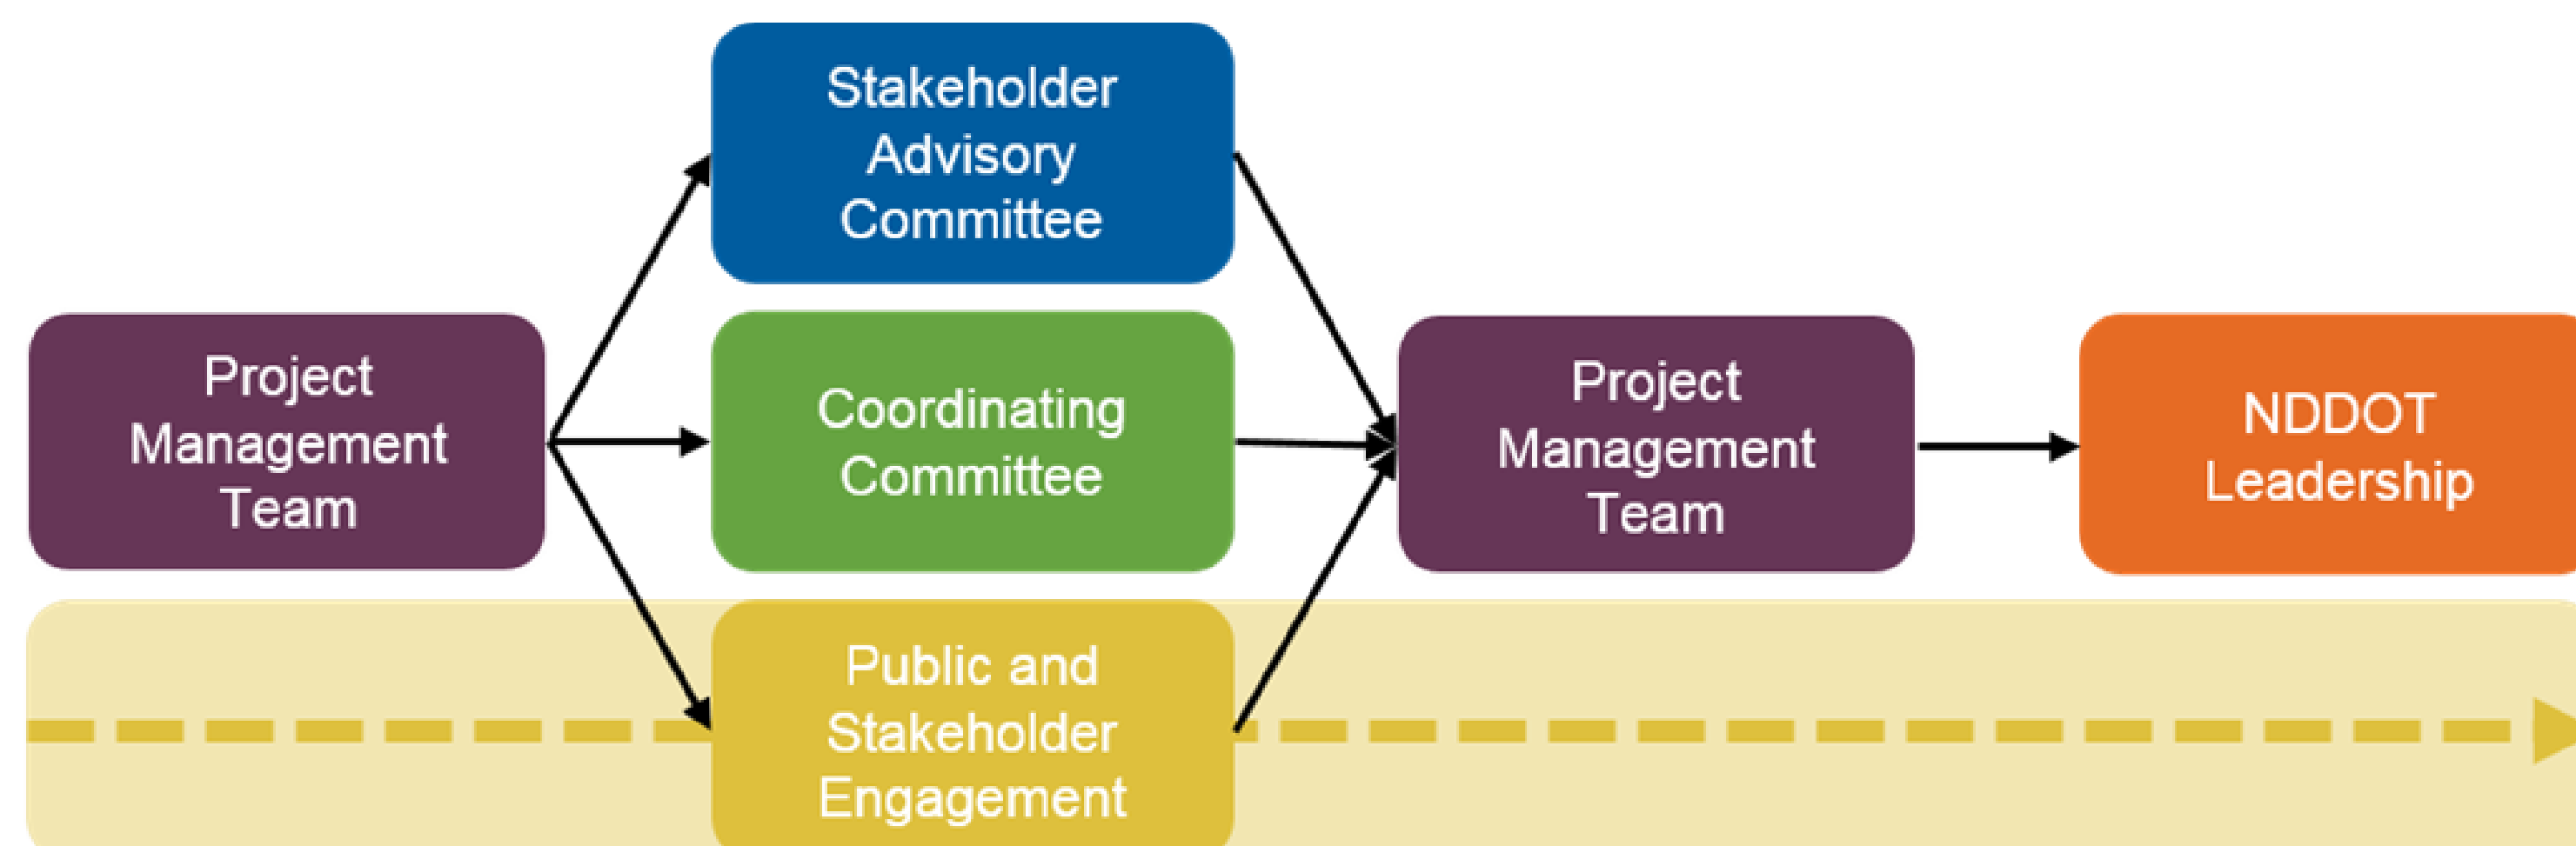 Project
Management
Team
Stakeholder
Advisory
Committee
Coordinating
Committee
Public and
Stakeholder
Engagement
Project
Management
Team
NDDOT
Leadership